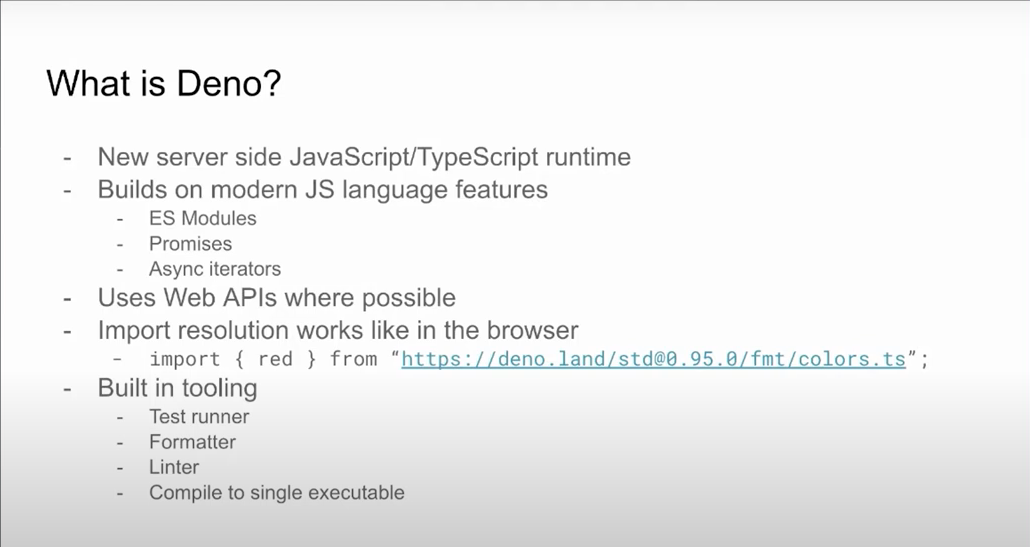 What is Deno?
- New server side JavaScript/TypeScript runtime
- Builds on modern JS language features
- ES Modules
- Promises
- Async iterators
- Uses Web APIs where possible
- Import resolution works like in the browser
- import { red } from “https://deno.land/std@0.95.0/fmt/colors.ts”;
- Built in tooling
- Test runner
- Formatter
- Linter
- Compile to single executable